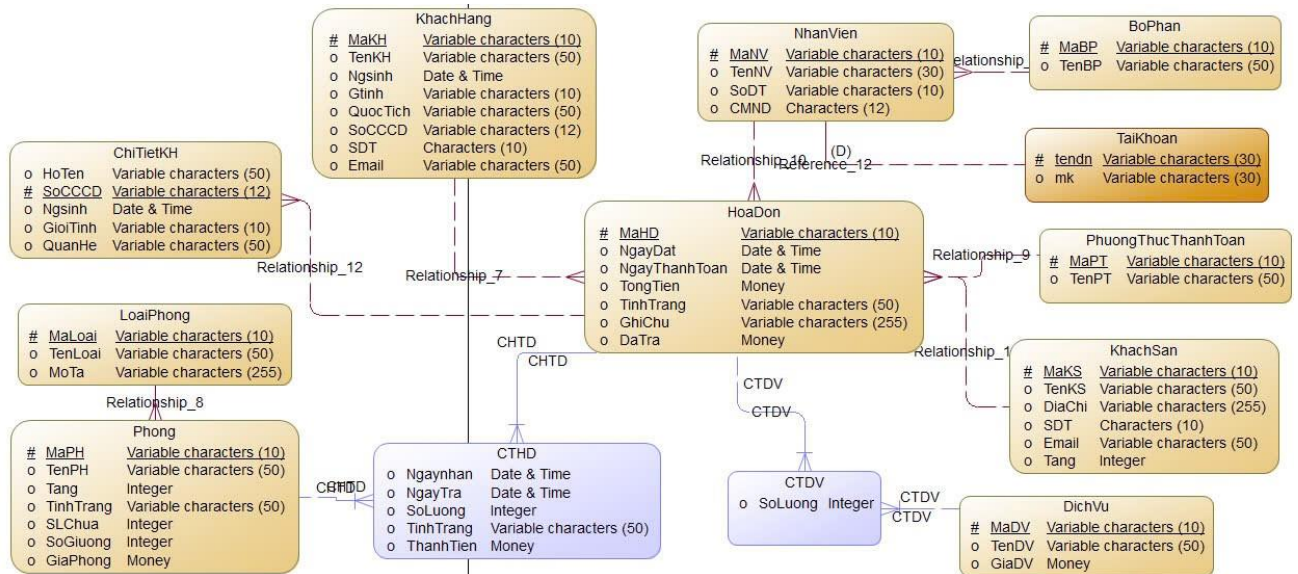 KhachHang
# MaKH Variable characters (10)
o TenKH Variable characters (50)
o Ngsinh Date & Time
o Gtinh Variable characters (10)
o QuocTich Variable characters (50)
o SoCCCD Variable characters (12)
o SDT Characters (10)
o Email Variable characters (50)
NhanVien
# MaNV Variable characters (10)
o TenNV Variable characters (30)
o SoDT Variable characters (10)
o CMND Characters (12)
elationship_
BoPhan
# MaBP Variable characters (10)
o TenBP Variable characters (50)
ChiTietKH
o HoTen Variable characters (50)
# SoCCCD Variable characters (12)
o Ngsinh Date & Time
o GioiTinh Variable characters (10)
o QuanHe Variable characters (50)
Relationship_10
(D)
Reference_12
TaiKhoan
# tendn Variable characters (30)
o mk Variable characters (30)
Relationship_12
Relationship_7
HoaDon
# MaHD Variable characters (10)
o NgayDat Date & Time
o NgayThanhToan Date & Time
o TongTien Money
o TinhTrang Variable characters (50)
o GhiChu Variable characters (255)
o DaTra Money
Relationship_9
PhuongThucThanhToan
# MaPT Variable characters (10)
o TenPT Variable characters (50)
LoaiPhong
# MaLoai Variable characters (10)
o TenLoai Variable characters (50)
o MoTa Variable characters (255)
CHTD
CHTD
Relationship_1
KhachSan
# MaKS Variable characters (10)
o TenKS Variable characters (50)
o DiaChi Variable characters (255)
o SDT Characters (10)
o Email Variable characters (50)
o Tang Integer
Relationship_8
CTDV
CTDV
Phong
# MaPH Variable characters (10)
o TenPH Variable characters (50)
o Tang Integer
o TinhTrang Variable characters (50)
o SLChua Integer
o SoGiuong Integer
o GiaPhong Money
CTHD
o Ngaynhan Date & Time
o NgayTra Date & Time
o SoLuong Integer
o TinhTrang Variable characters (50)
o ThanhTien Money
CTDV
o SoLuong Integer
CTDV
CTDV
DichVu
# MaDV Variable characters (10)
o TenDV Variable characters (50)
o GiaDV Money